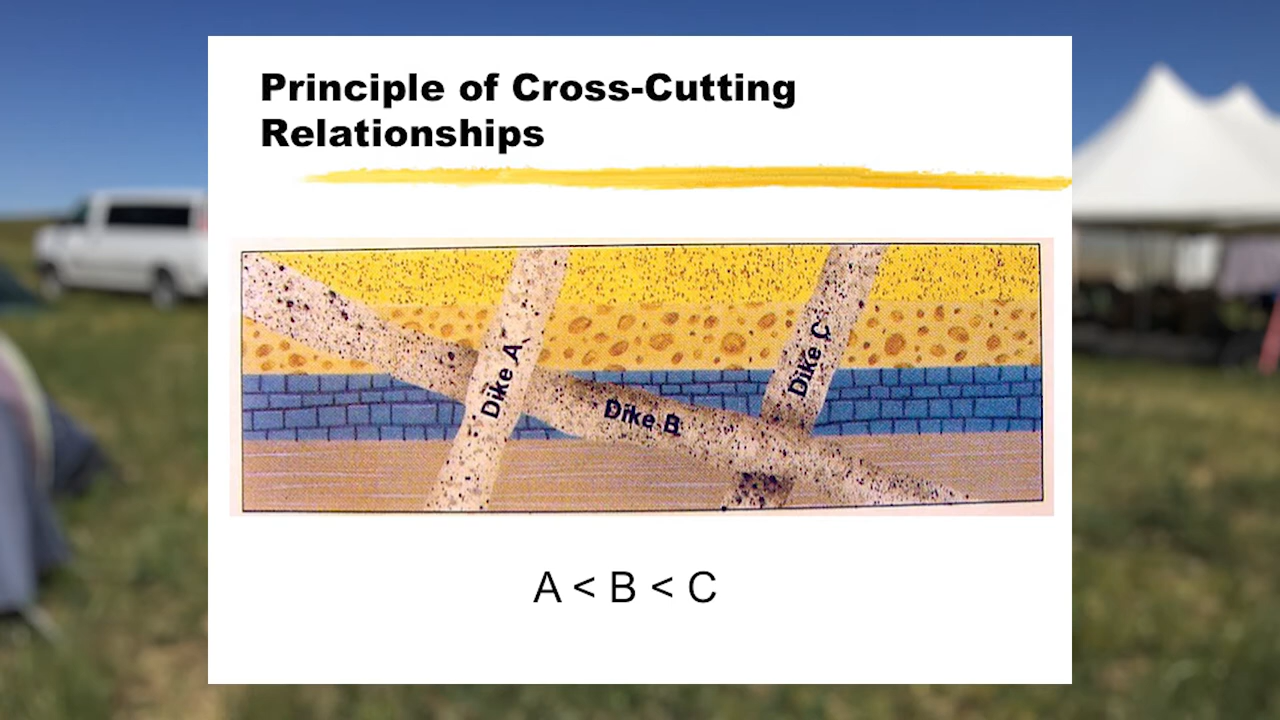 Principle of Cross-Cutting
Relationships
Dike A
Dike B
Dike C
A < B < C